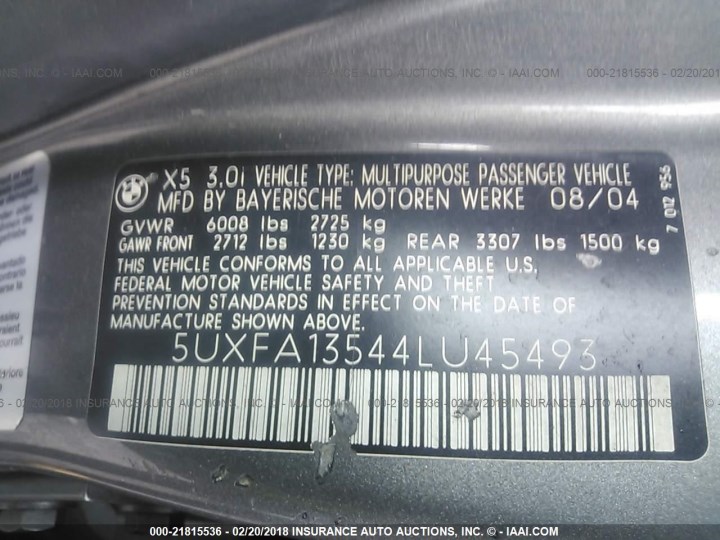 X5 3.0i VEHICLE TYPE: MULTIPURPOSE PASSENGER VEHICLE
MFD BY BAYERISCHE MOTOREN WERKE 08/04
GVWR 6008 lbs 2725 kg
GAWR FRONT 2712 lbs 1230 kg REAR 3307 lbs 1500 kg
THIS VEHICLE CONFORMS TO ALL APPLICABLE U.S.
FEDERAL MOTOR VEHICLE SAFETY AND THEFT
PREVENTION STANDARDS IN EFFECT ON THE DATE OF
MANUFACTURE SHOWN ABOVE.
5UXFA13544LU45493
7 012 956
000-21815536 - 02/20/2018 INSURANCE AUTO AUCTIONS, INC. - IAAI.COM